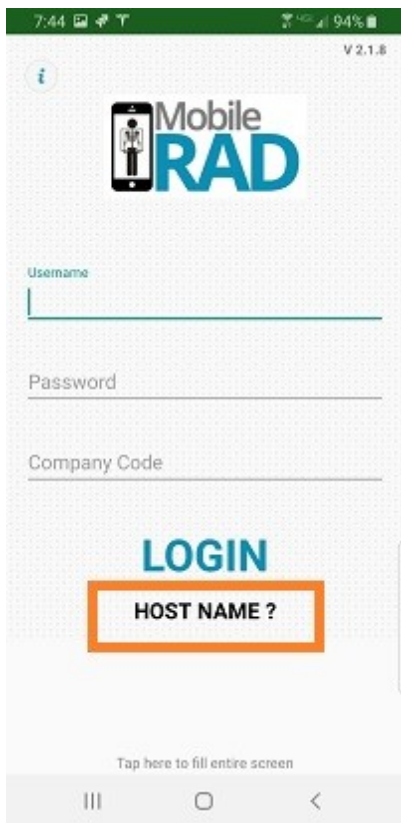 7:44
94%
V 2.1.8
i
Mobile
RAD
Username
Password
Company Code
LOGIN
HOST NAME ?
Tap here to fill entire screen